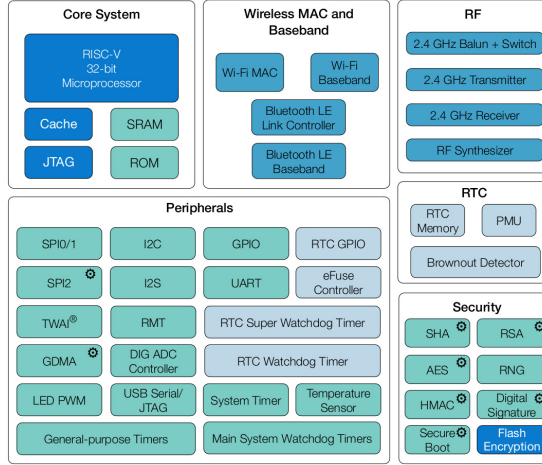 Core System
RISC-V
32-bit
Microprocessor
Cache
SRAM
JTAG
ROM
Wireless MAC and
Baseband
Wi-Fi MAC
Wi-Fi
Baseband
Bluetooth LE
Link Controller
Bluetooth LE
Baseband
RF
2.4 GHz Balun + Switch
2.4 GHz Transmitter
2.4 GHz Receiver
RF Synthesizer
RTC
RTC
Memory
PMU
Brownout Detector
Peripherals
SPI0/1
I2C
GPIO
RTC GPIO
SPI2
I2S
UART
eFuse
Controller
TWAI®
RMT
RTC Super Watchdog Timer
GDMA
DIG ADC
Controller
RTC Watchdog Timer
LED PWM
USB Serial/
JTAG
System Timer
Temperature
Sensor
General-purpose Timers
Main System Watchdog Timers
Security
SHA
RSA
AES
RNG
HMAC
Digital
Signature
Secure
Boot
Flash
Encryption